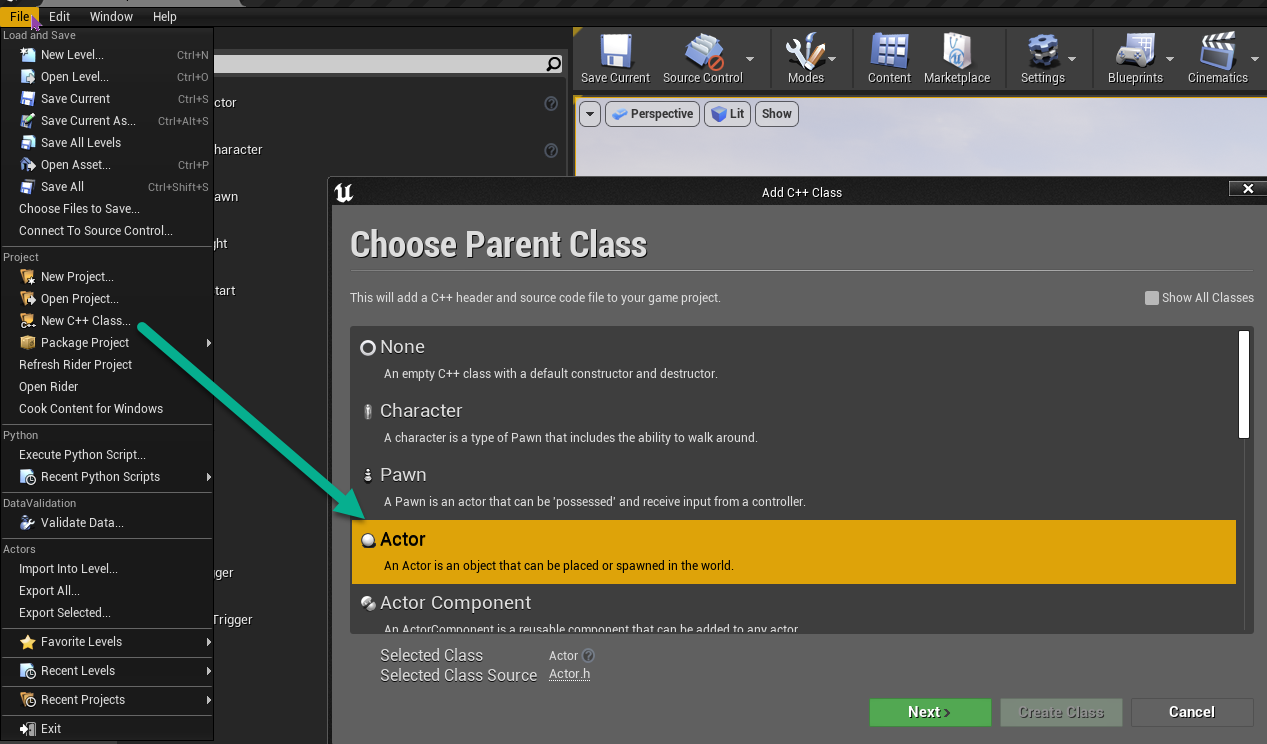 File Edit Window Help
Load and Save
New Level... Ctrl+N
Open Level... Ctrl+O
Save Current Ctrl+S
Save Current As... Ctrl+Alt+S
Save All Levels
Open Asset... Ctrl+P
Save All Ctrl+Shift+S
Choose Files to Save...
Connect To Source Control...
Project
New Project...
Open Project...
New C++ Class...
Package Project
Refresh Rider Project
Open Rider
Cook Content for Windows
Python
Execute Python Script...
Recent Python Scripts
DataValidation
Validate Data...
Actors
Import Into Level...
Export All...
Export Selected...
Favorite Levels
Recent Levels
Recent Projects
Exit
ctor
haracter
awn
ght
tart
ger
Trigger
Save Current Source Control Modes Content Marketplace Settings Blueprints Cinematics
Perspective Lit Show
Add C++ Class
Choose Parent Class
This will add a C++ header and source code file to your game project.
Show All Classes
None
An empty C++ class with a default constructor and destructor.
Character
A character is a type of Pawn that includes the ability to walk around.
Pawn
A Pawn is an actor that can be 'possessed' and receive input from a controller.
Actor
An Actor is an object that can be placed or spawned in the world.
Actor Component
An ActorComponent is a reusable component that can be added to any actor.
Selected Class Actor
Selected Class Source Actor.h
Next Create Class Cancel